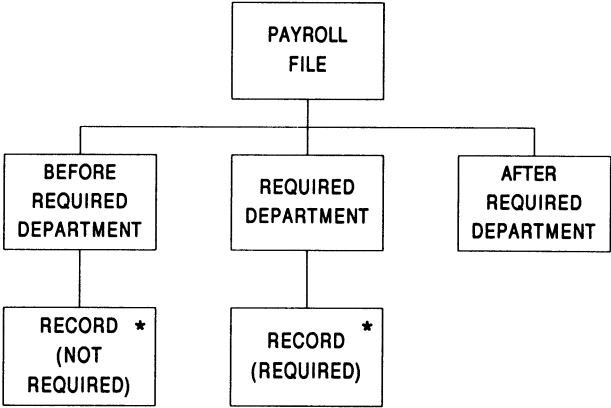 PAYROLL
FILE
BEFORE
REQUIRED
DEPARTMENT
REQUIRED
DEPARTMENT
AFTER
REQUIRED
DEPARTMENT
RECORD *
(NOT
REQUIRED)
RECORD *
(REQUIRED)